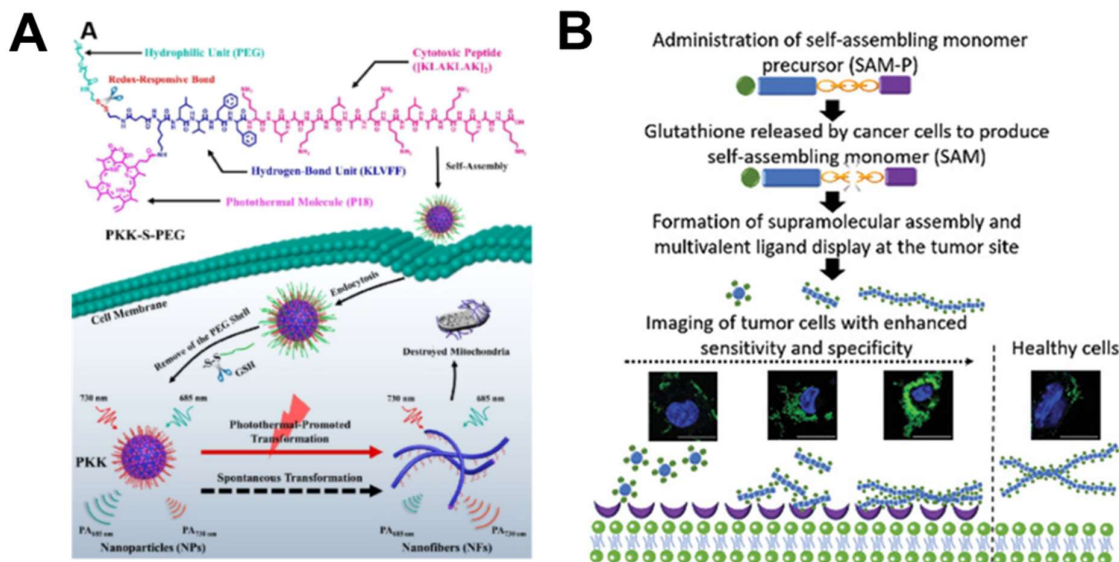 A
A
Hydrophilic Unit (PEG)
Redox-Responsive Bond
Cytotoxic Peptide
([KLAKLAK]2)
Hydrogen-Bond Unit (KLVFF)
Self-Assembly
Photothermal Molecule (P18)
PKK-S-PEG
Cell Membrane
Endocytosis
Remove of the PEG Shell
-S-S-
GSH
Destroyed Mitochondria
730 nm
685 nm
730 nm
685 nm
Photothermal-Promoted
Transformation
PKK
Spontaneous Transformation
PA685 nm
PA730 nm
PA685 nm
PA730 nm
Nanoparticles (NPs)
Nanofibers (NFs)
B
Administration of self-assembling monomer
precursor (SAM-P)
Glutathione released by cancer cells to produce
self-assembling monomer (SAM)
Formation of supramolecular assembly and
multivalent ligand display at the tumor site
Imaging of tumor cells with enhanced
sensitivity and specificity
Healthy cells